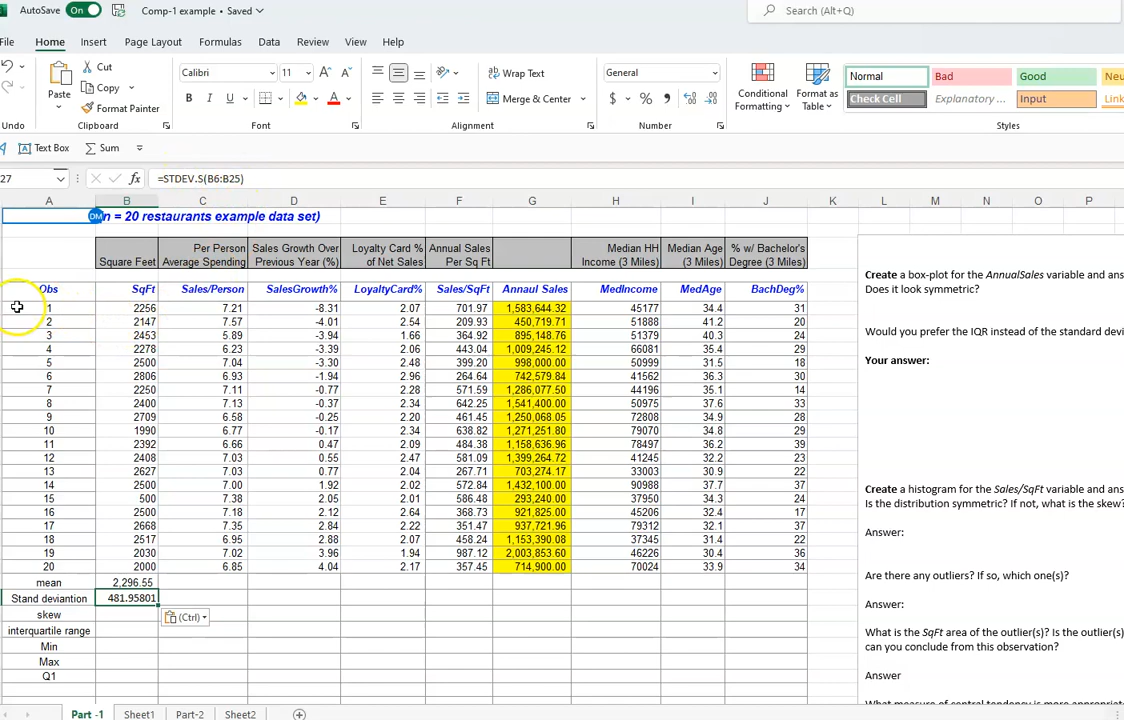 AutoSave On Comp-1 example • Saved Search (Alt+Q)
File Home Insert Page Layout Formulas Data Review View Help
Cut Calibri 11 Wrap Text General Normal Bad Good
Paste Copy Merge & Center Conditional Format as Check Cell Explanatory ... Input
Format Painter Formatting Table
Undo Clipboard Font Alignment Number Styles
Text Box Sum
27 fx =STDEV.S(B6:B25)
A B C D E F G H I J K L M N O P
DM n = 20 restaurants example data set)
Per Person Sales Growth Over Loyalty Card % Annual Sales Median HH Median Age % w/ Bachelor's
Square Feet Average Spending Previous Year (%) of Net Sales Per Sq Ft Income (3 Miles) (3 Miles) Degree (3 Miles)
Create a box-plot for the AnnualSales variable and ans
Obs SqFt Sales/Person SalesGrowth% LoyaltyCard% Sales/SqFt Annaul Sales MedIncome MedAge BachDeg% Does it look symmetric?
1 2256 7.21 -8.31 2.07 701.97 1,583,644.32 45177 34.4 31
2 2147 7.57 -4.01 2.54 209.93 450,719.71 51888 41.2 20
3 2453 5.89 -3.94 1.66 364.92 895,148.76 51379 40.3 24 Would you prefer the IQR instead of the standard devi
4 2278 6.23 -3.39 2.06 443.04 1,009,245.12 66081 35.4 29
5 2500 7.04 -3.30 2.48 399.20 998,000.00 50999 31.5 18 Your answer:
6 2806 6.93 -1.94 2.96 264.64 742,579.84 41562 36.3 30
7 2250 7.11 -0.77 2.28 571.59 1,286,077.50 44196 35.1 14
8 2400 7.13 -0.37 2.34 642.25 1,541,400.00 50975 37.6 33
9 2709 6.58 -0.25 2.20 461.45 1,250,068.05 72808 34.9 28
10 1990 6.77 -0.17 2.34 638.82 1,271,251.80 79070 34.8 29
11 2392 6.66 0.47 2.09 484.38 1,158,636.96 78497 36.2 39
12 2408 7.03 0.55 2.47 581.09 1,399,264.72 41245 32.2 23
13 2627 7.03 0.77 2.04 267.71 703,274.17 33003 30.9 22
14 2500 7.00 1.92 2.02 572.84 1,432,100.00 90988 37.7 37 Create a histogram for the Sales/SqFt variable and ans
15 500 7.38 2.05 2.01 586.48 293,240.00 37950 34.3 24 Is the distribution symmetric? If not, what is the skew?
16 2500 7.18 2.12 2.64 368.73 921,825.00 45206 32.4 17
17 2668 7.35 2.84 2.22 351.47 937,721.96 79312 32.1 37 Answer:
18 2517 6.95 2.88 2.07 458.24 1,153,390.08 37345 31.4 22
19 2030 7.02 3.96 1.94 987.12 2,003,853.60 46226 30.4 36
20 2000 6.85 4.04 2.17 357.45 714,900.00 70024 33.9 34
Are there any outliers? If so, which one(s)?
mean 2,296.55
Stand deviantion 481.95801 Answer:
skew (Ctrl)
interquartile range What is the SqFt area of the outlier(s)? Is the outlier(s)
Min can you conclude from this observation?
Max
Q1 Answer
What measure of central tendency is more appropriate
Part -1 Sheet1 Part-2 Sheet2